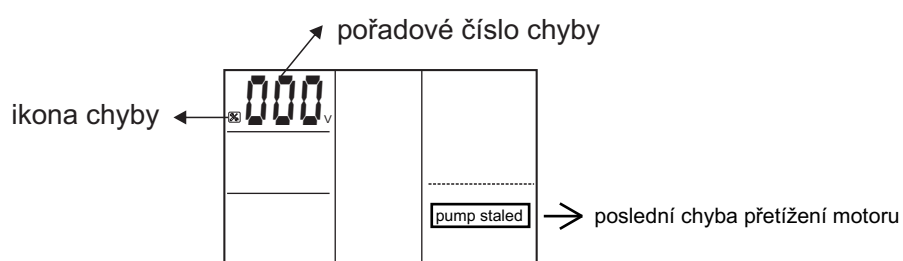 pořadové číslo chyby
000
ikona chyby
V
pump staled
poslední chyba přetížení motoru